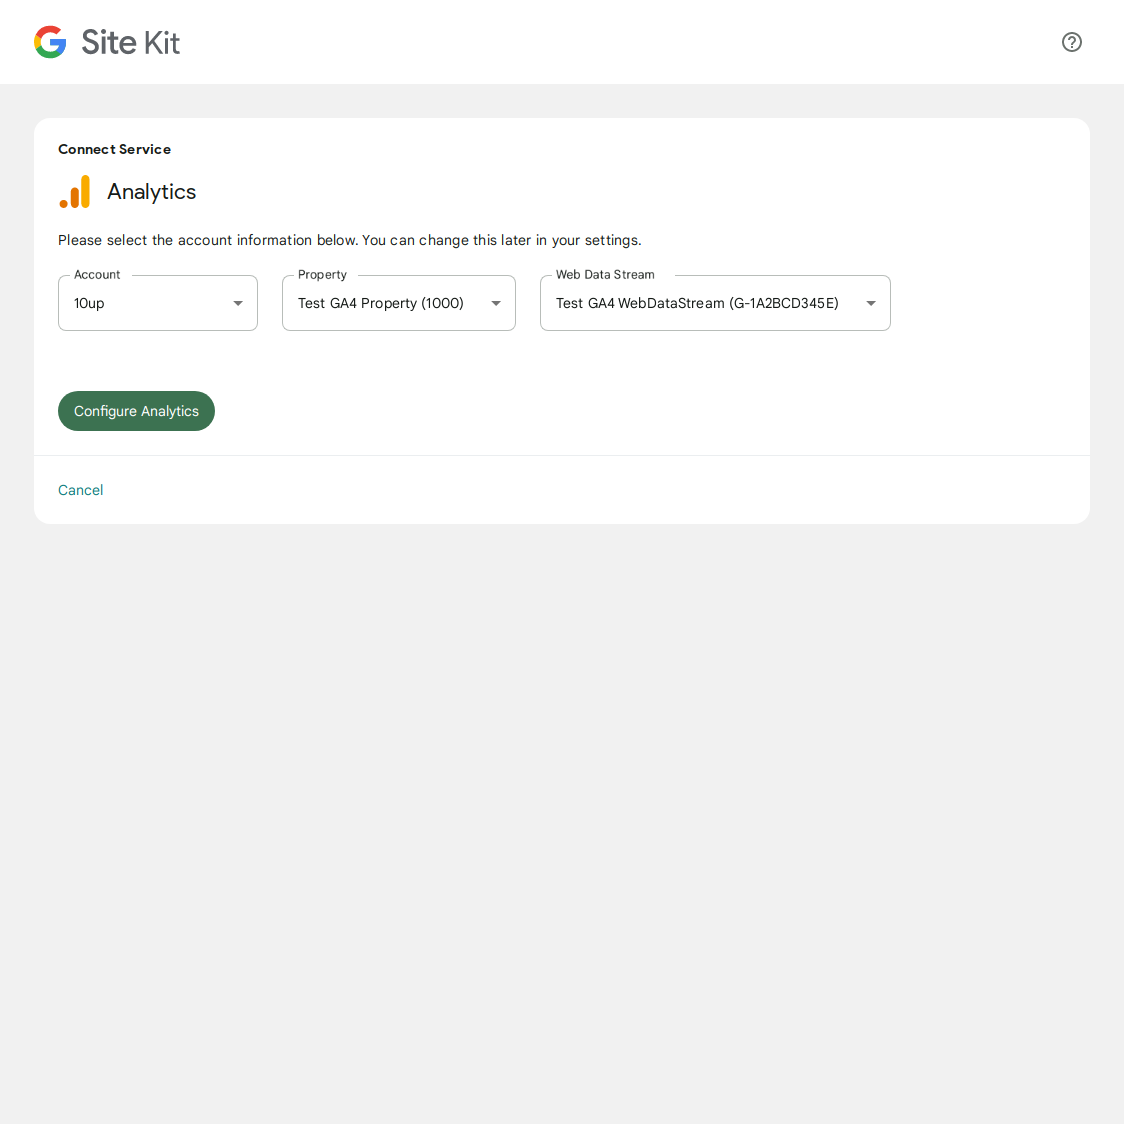 Site Kit
Connect Service
Analytics
Please select the account information below. You can change this later in your settings.
Account
Property
Web Data Stream
10up
Test GA4 Property (1000)
Test GA4 WebDataStream (G-1A2BCD345E)
Configure Analytics
Cancel